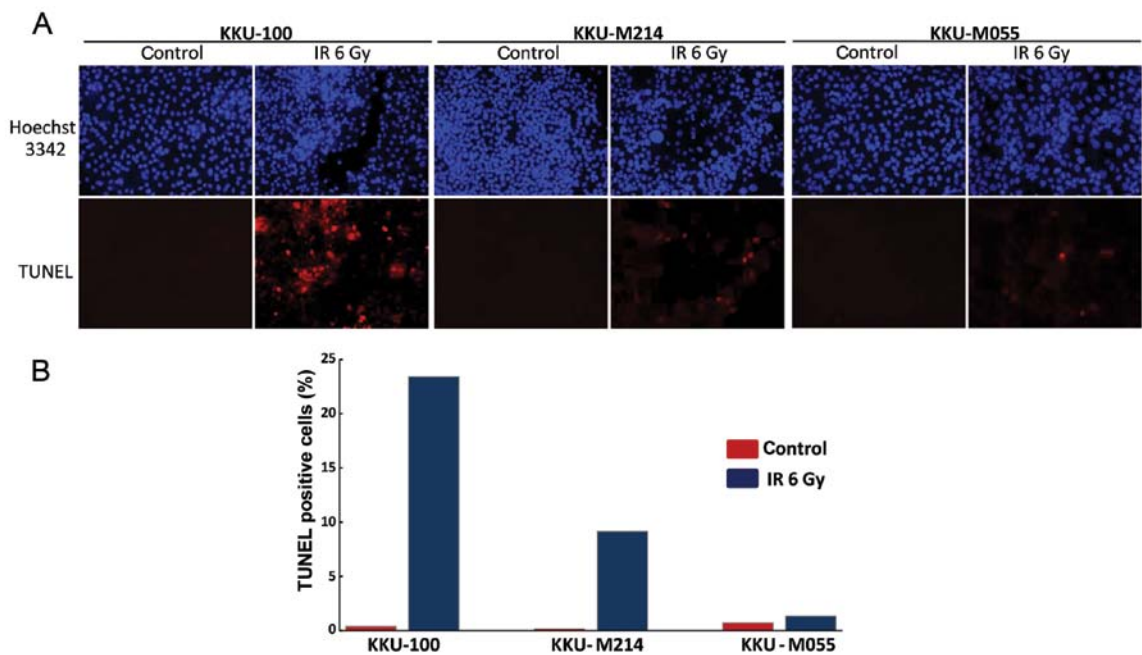 A
KKU-100 KKU-M214 KKU-M055
Control IR 6 Gy Control IR 6 Gy Control IR 6 Gy
Hoechst
3342
TUNEL
B
TUNEL positive cells (%)
25
20
15
10
5
0
Control
IR 6 Gy
KKU-100 KKU - M214 KKU - M055